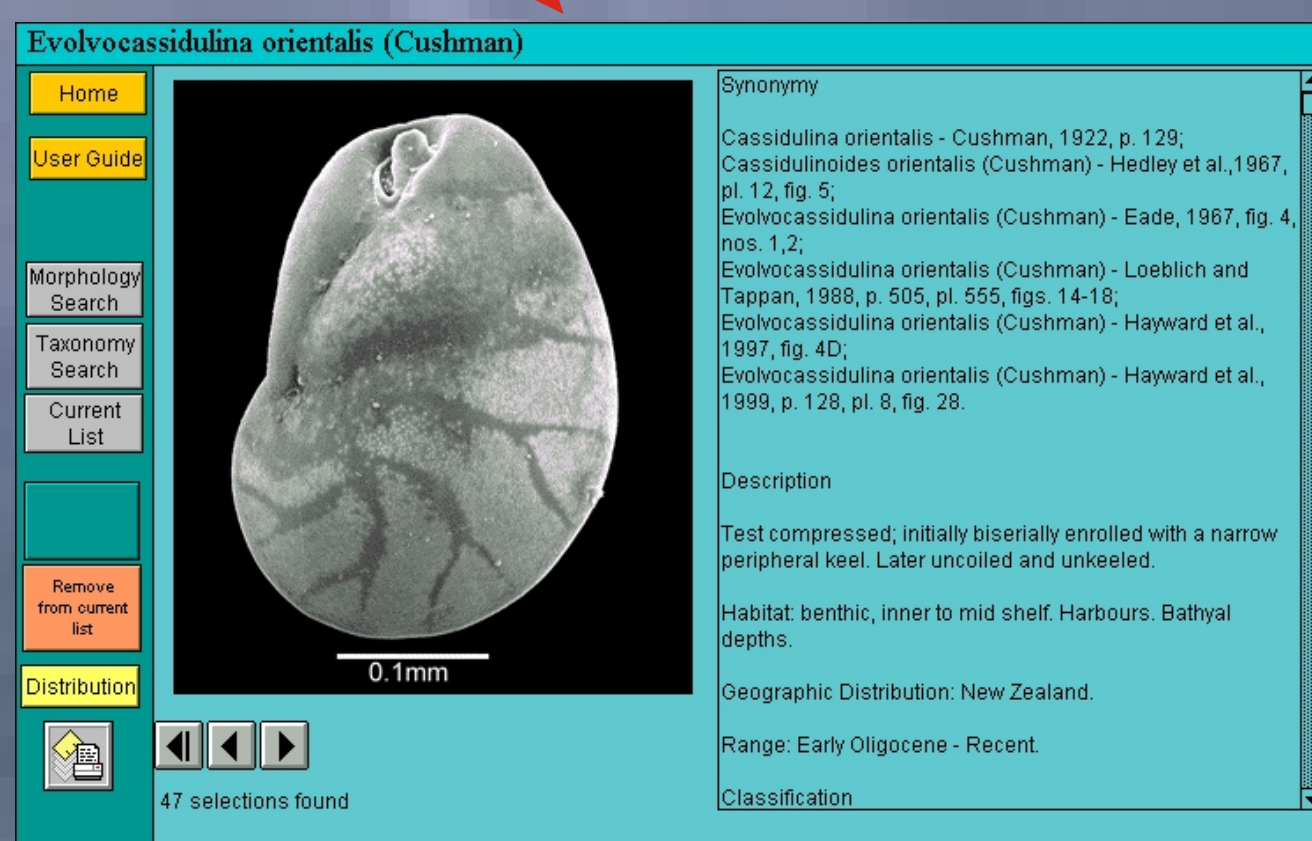 Evolvocassidulina orientalis (Cushman)
Home
User Guide
Morphology
Search
Taxonomy
Search
Current
List
Remove
from current
list
Distribution
0.1mm
47 selections found
Synonymy
Cassidulina orientalis - Cushman, 1922, p. 129;
Cassidulinoides orientalis (Cushman) - Hedley et al.,1967,
pl. 12, fig. 5;
Evolvocassidulina orientalis (Cushman) - Eade, 1967, fig. 4,
nos. 1,2;
Evolvocassidulina orientalis (Cushman) - Loeblich and
Tappan, 1988, p. 505, pl. 555, figs. 14-18;
Evolvocassidulina orientalis (Cushman) - Hayward et al.,
1997, fig. 4D;
Evolvocassidulina orientalis (Cushman) - Hayward et al.,
1999, p. 128, pl. 8, fig. 28.
Description
Test compressed; initially biserially enrolled with a narrow
peripheral keel. Later uncoiled and unkeeled.
Habitat: benthic, inner to mid shelf. Harbours. Bathyal
depths.
Geographic Distribution: New Zealand.
Range: Early Oligocene - Recent.
Classification